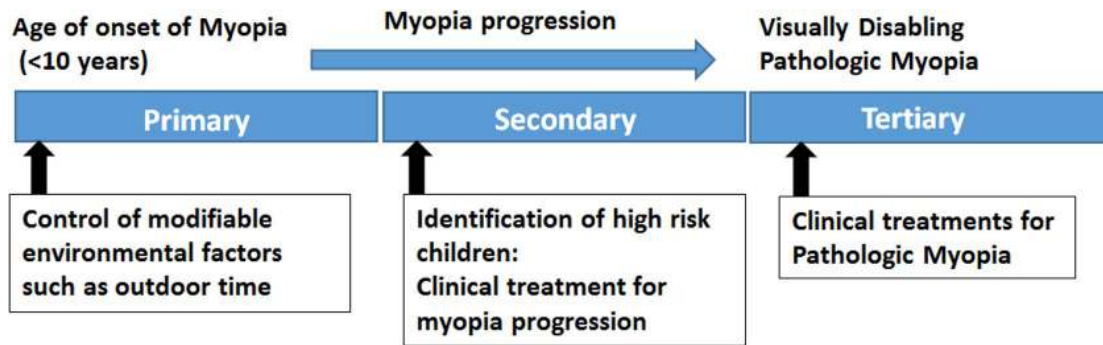 Age of onset of Myopia
(<10 years)
Myopia progression
Visually Disabling
Pathologic Myopia
Primary
Secondary
Tertiary
Control of modifiable
environmental factors
such as outdoor time
Identification of high risk
children:
Clinical treatment for
myopia progression
Clinical treatments for
Pathologic Myopia